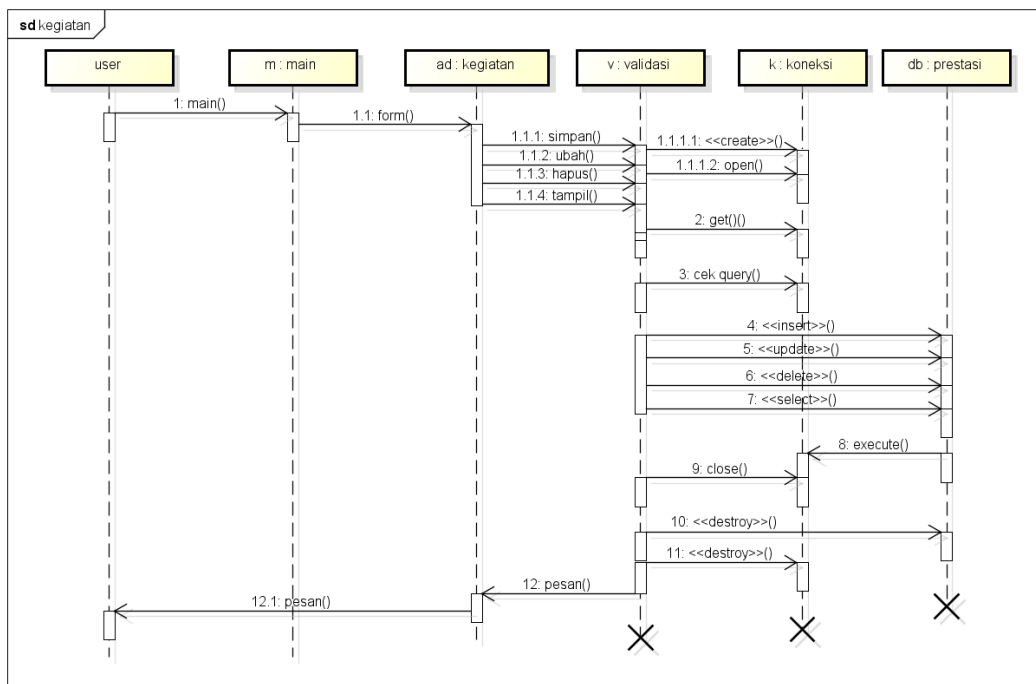 sd kegiatan
user
m : main
ad : kegiatan
v : validasi
k : koneksi
db : prestasi
1: main()
1.1: form()
1.1.1: simpan()
1.1.1.1: <<create>>()
1.1.2: ubah()
1.1.1.2: open()
1.1.3: hapus()
1.1.4: tampil()
2: get()()
3: cek query()
4: <<insert>>()
5: <<update>>()
6: <<delete>>()
7: <<select>>()
8: execute()
9: close()
10: <<destroy>>()
11: <<destroy>>()
12: pesan()
12.1: pesan()